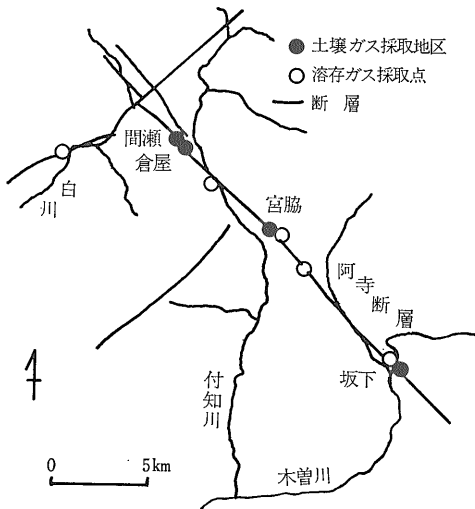 土壌ガス採取地区
溶存ガス採取点
断層
間瀬
倉屋
白川
宮脇
阿寺断層
坂下
付知川
木曽川
0 5km